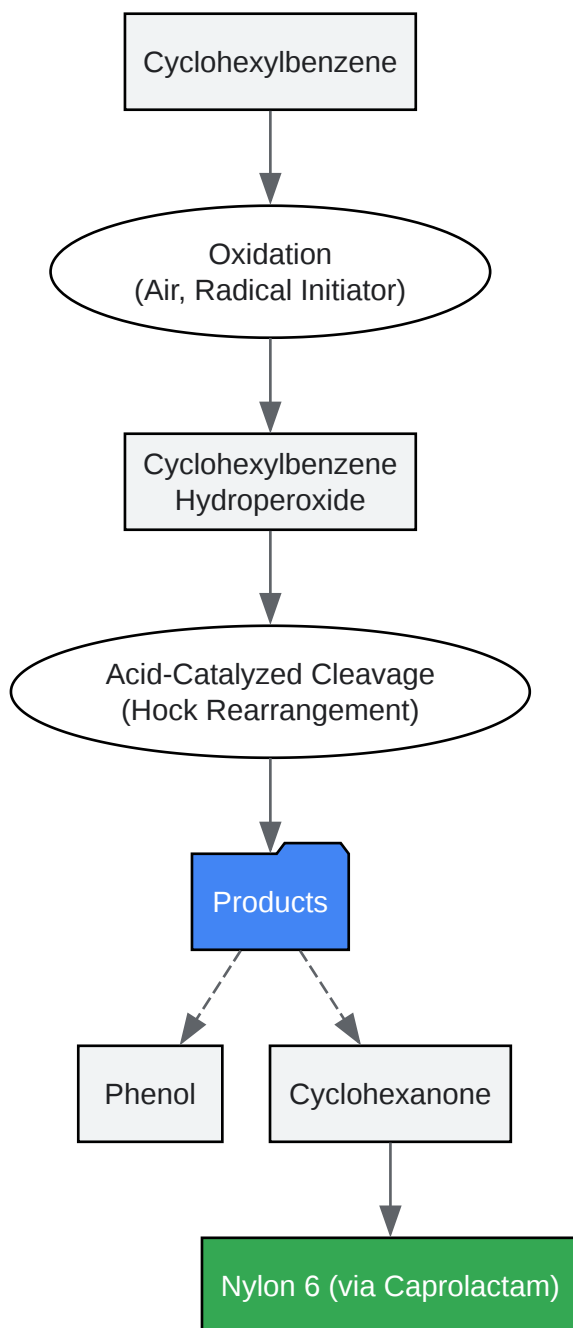 Cyclohexylbenzene
Oxidation
(Air, Radical Initiator)
Cyclohexylbenzene
Hydroperoxide
Acid-Catalyzed Cleavage
(Hock Rearrangement)
Products
Phenol
Cyclohexanone
Nylon 6 (via Caprolactam)